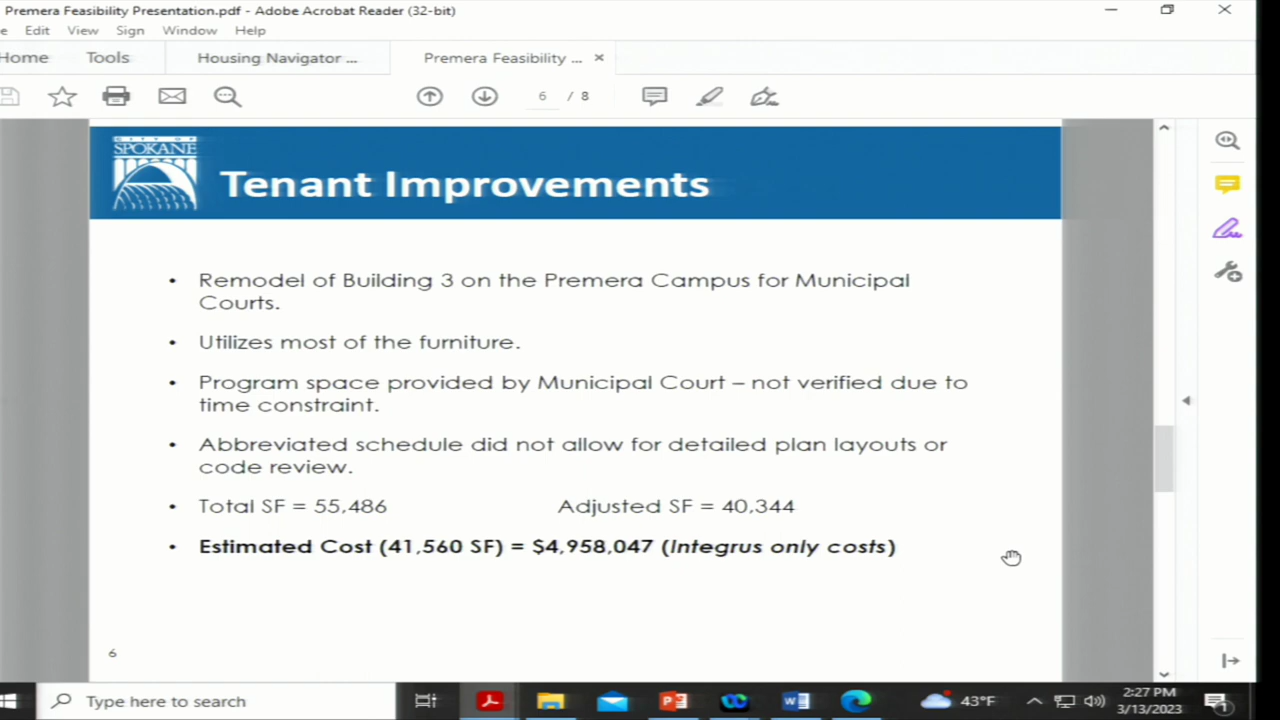 Premera Feasibility Presentation.pdf - Adobe Acrobat Reader (32-bit)
e Edit View Sign Window Help
Home Tools Housing Navigator ... Premera Feasibility ... ×
6 / 8
CITY OF
SPOKANE
Tenant Improvements
• Remodel of Building 3 on the Premera Campus for Municipal
Courts.
• Utilizes most of the furniture.
• Program space provided by Municipal Court – not verified due to
time constraint.
• Abbreviated schedule did not allow for detailed plan layouts or
code review.
• Total SF = 55,486 Adjusted SF = 40,344
• Estimated Cost (41,560 SF) = $4,958,047 (Integrus only costs)
6
Type here to search
43°F
2:27 PM
3/13/2023
1